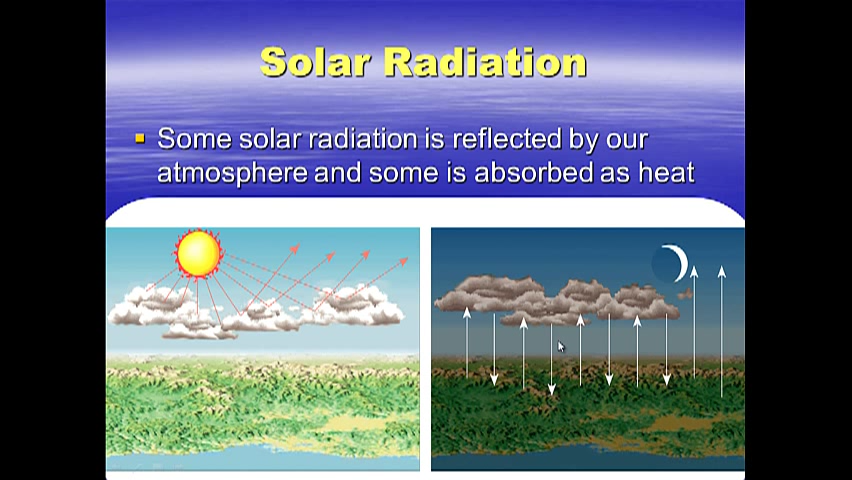 Solar Radiation
Some solar radiation is reflected by our
atmosphere and some is absorbed as heat